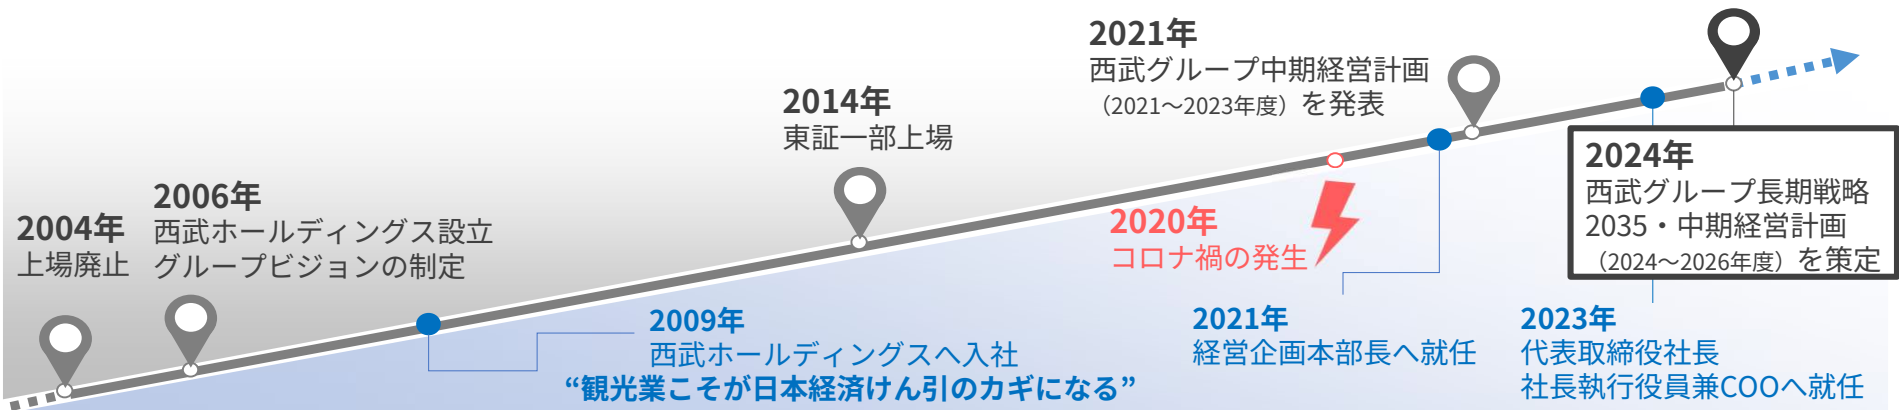 2004年
上場廃止
2006年
西武ホールディングス設立
グループビジョンの制定
2009年
西武ホールディングスへ入社
“観光業こそが日本経済けん引のカギになる”
2014年
東証一部上場
2020年
コロナ禍の発生
2021年
西武グループ中期経営計画
（2021～2023年度）を発表
2021年
経営企画本部長へ就任
2023年
代表取締役社長
社長執行役員兼COOへ就任
2024年
西武グループ長期戦略
2035・中期経営計画
（2024～2026年度）を策定